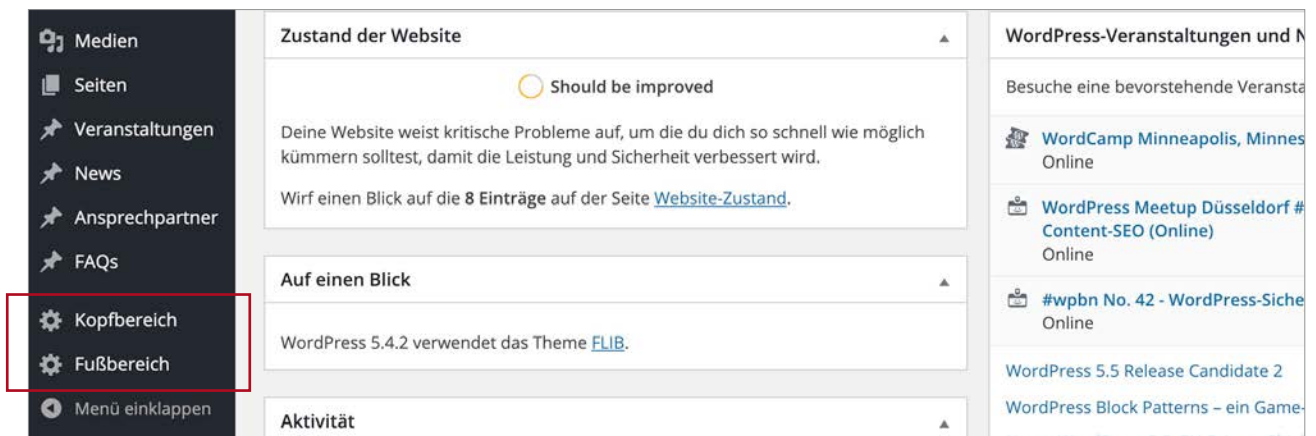 Medien
Seiten
Veranstaltungen
News
Ansprechpartner
FAQs
Kopfbereich
Fußbereich
Menü einklappen
Zustand der Website
Should be improved
Deine Website weist kritische Probleme auf, um die du dich so schnell wie möglich
kümmern solltest, damit die Leistung und Sicherheit verbessert wird.
Wirf einen Blick auf die 8 Einträge auf der Seite Website-Zustand.
Auf einen Blick
WordPress 5.4.2 verwendet das Theme FLIB.
Aktivität
WordPress-Veranstaltungen und
Besuche eine bevorstehende
WordCamp Minneapolis,
Online
WordPress Meetup Düsseldorf #
Content-SEO (Online)
Online
#wpbn No. 42 -
Online
WordPress 5.5 Release Candidate 2
WordPress Block Patterns – ein Game-